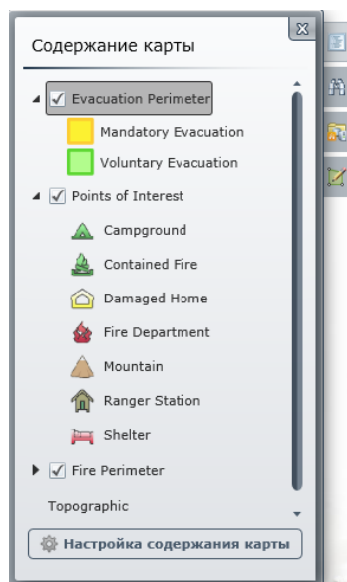 Содержание карты
Evacuation Perimeter
Mandatory Evacuation
Voluntary Evacuation
Points of Interest
Campground
Contained Fire
Damaged Home
Fire Department
Mountain
Ranger Station
Shelter
Fire Perimeter
Topographic
Настройка содержания карты